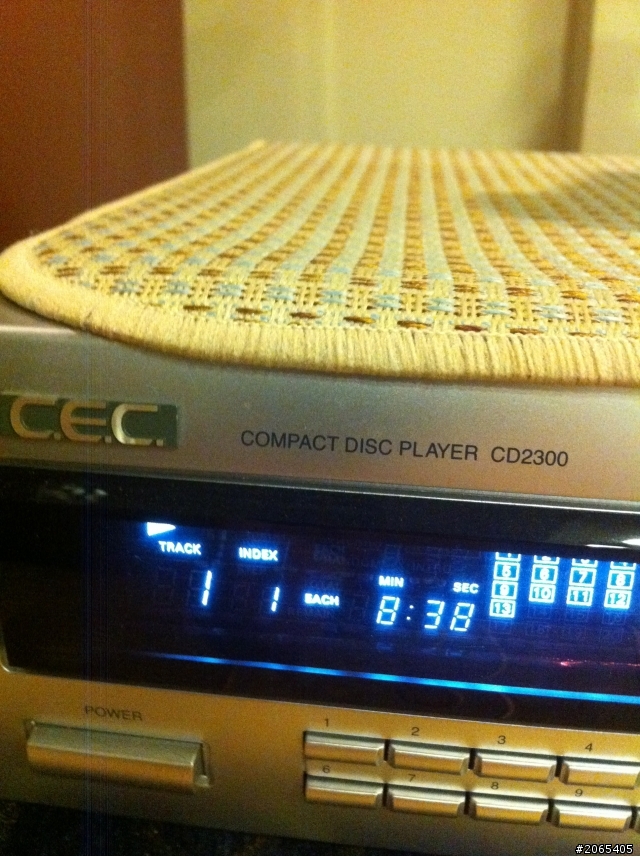 C.E.C.
COMPACT DISC PLAYER CD2300
TRACK INDEX
MIN SEC
1 1 EACH 8:38
5 6 7 8
9 10 11 12
13
POWER
1 2 3 4
6 7 8 9
#2065405